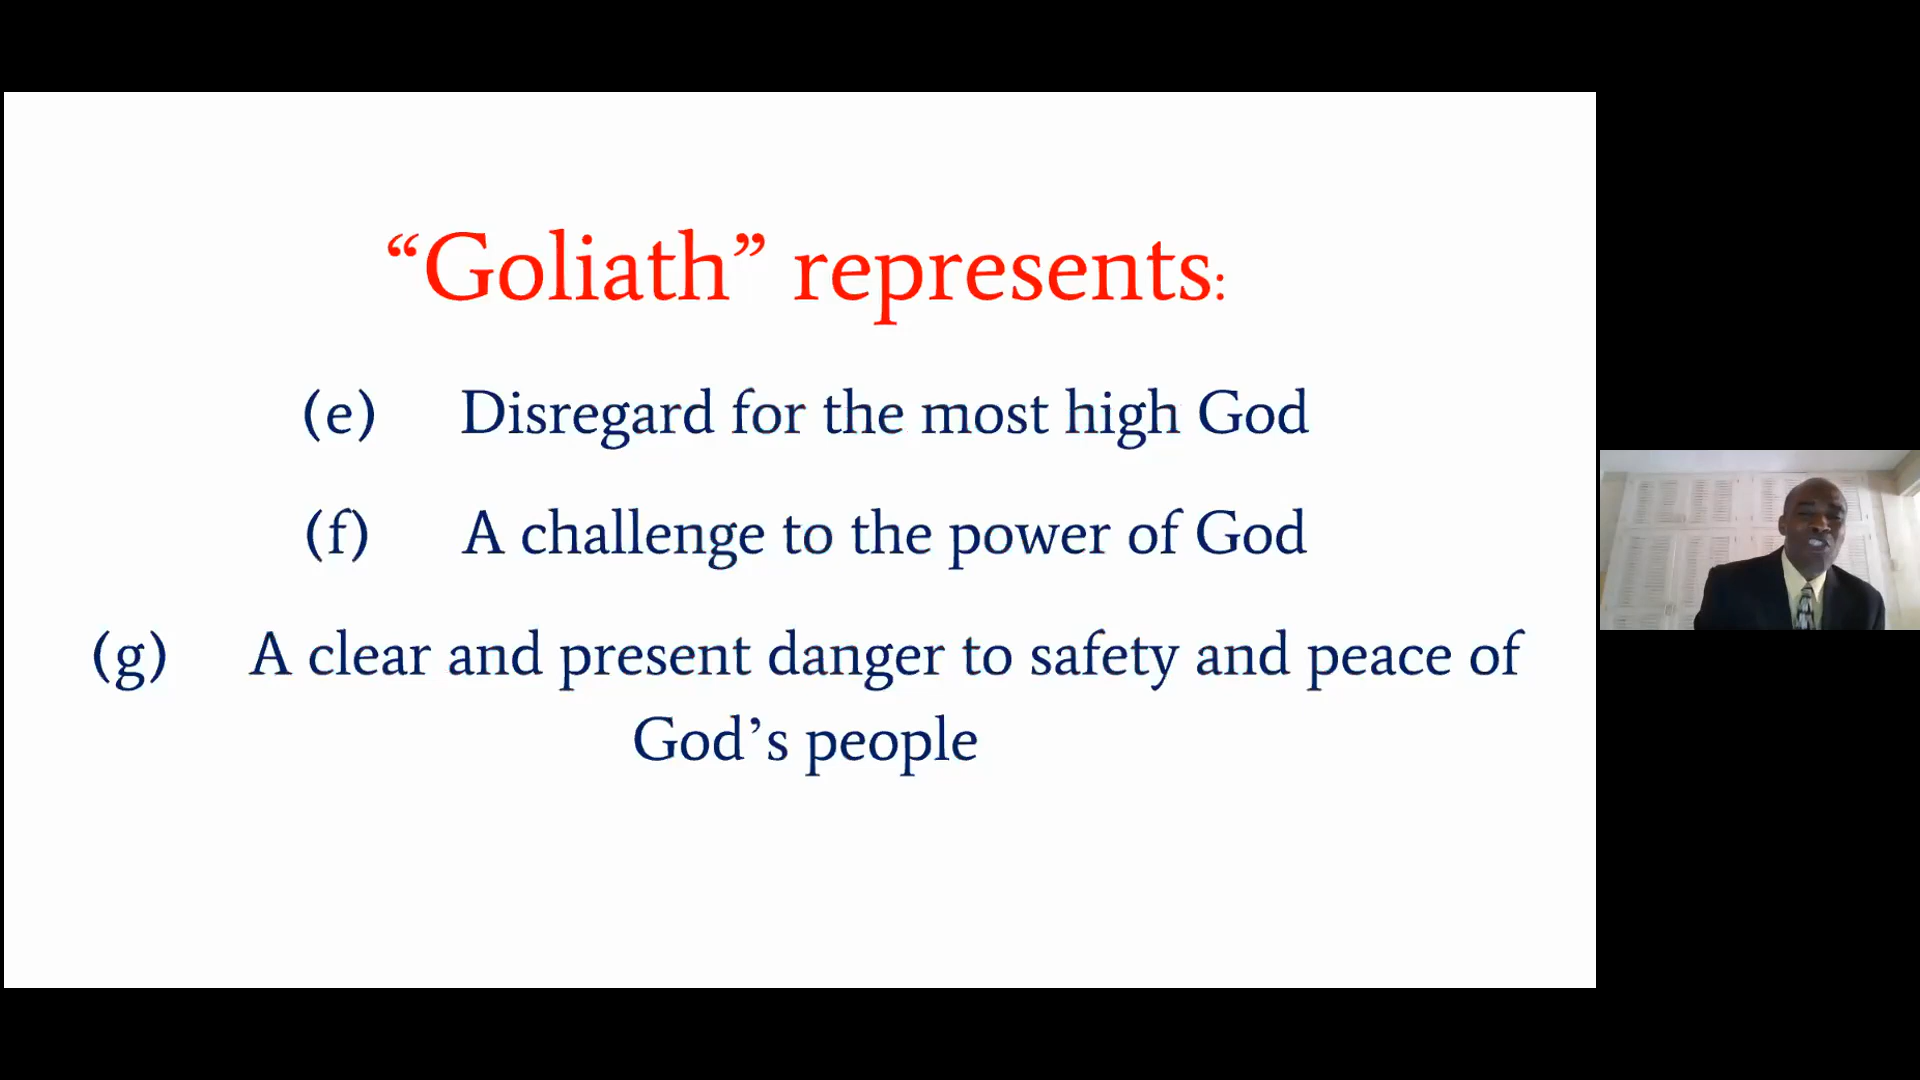 “Goliath” represents:
(e) Disregard for the most high God
(f) A challenge to the power of God
(g) A clear and present danger to safety and peace of
God’s people